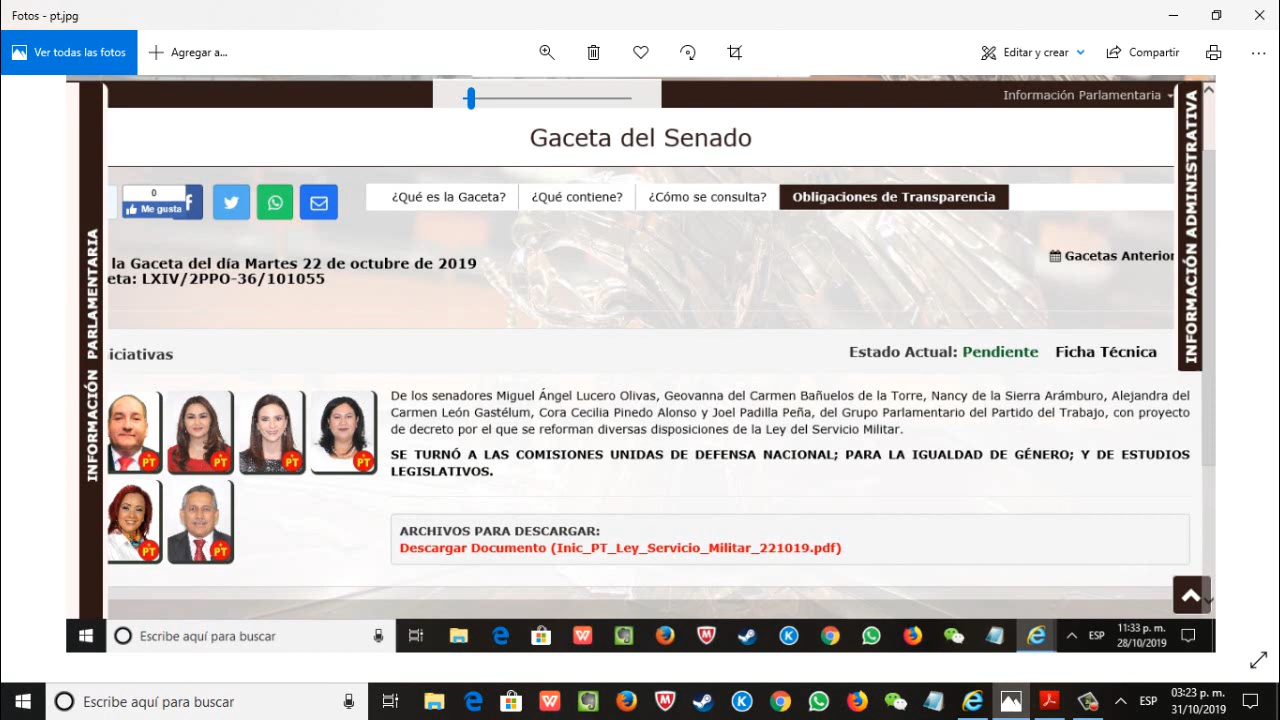 Fotos - pt.jpg
Ver todas las fotos
Agregar a...
Editar y crear
Compartir
Información Parlamentaria
Gaceta del Senado
INFORMACIÓN PARLAMENTARIA
INFORMACIÓN ADMINISTRATIVA
0
Me gusta
¿Qué es la Gaceta?
¿Qué contiene?
¿Cómo se consulta?
Obligaciones de Transparencia
la Gaceta del día Martes 22 de octubre de 2019
eta: LXIV/2PPO-36/101055
Gacetas Anterior
iciativas
Estado Actual: Pendiente
Ficha Técnica
De los senadores Miguel Ángel Lucero Olivas, Geovanna del Carmen Bañuelos de la Torre, Nancy de la Sierra Arámburo, Alejandra del
Carmen León Gastélum, Cora Cecilia Pinedo Alonso y Joel Padilla Peña, del Grupo Parlamentario del Partido del Trabajo, con proyecto
de decreto por el que se reforman diversas disposiciones de la Ley del Servicio Militar.
SE TURNÓ A LAS COMISIONES UNIDAS DE DEFENSA NACIONAL; PARA LA IGUALDAD DE GÉNERO; Y DE ESTUDIOS
LEGISLATIVOS.
PT
PT
PT
PT
PT
PT
ARCHIVOS PARA DESCARGAR:
Descargar Documento (Inic_PT_Ley_Servicio_Militar_221019.pdf)
Escribe aquí para buscar
ESP
11:33 p. m.
28/10/2019
Escribe aquí para buscar
ESP
03:23 p. m.
31/10/2019